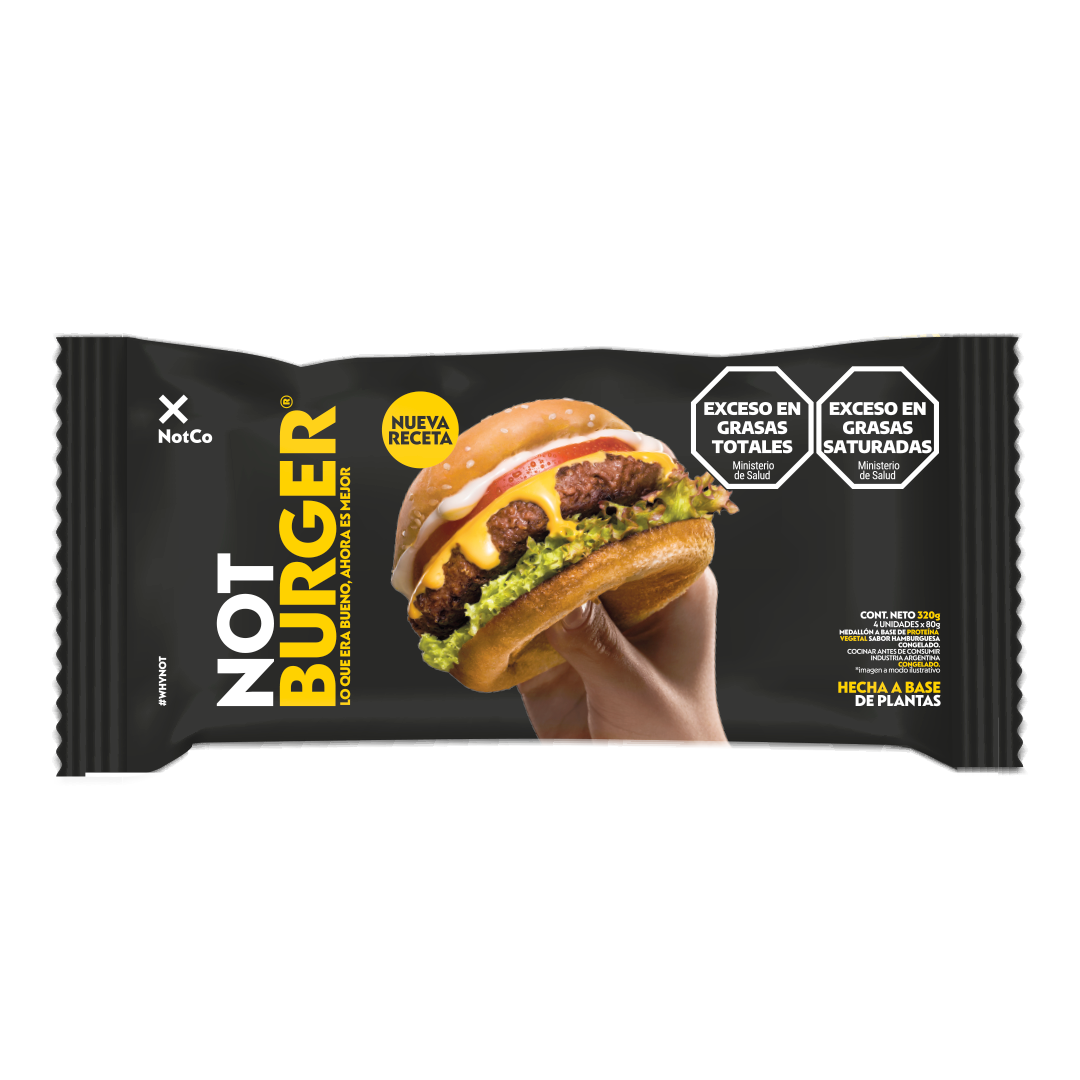 NotCo
#WHYNOT
NOT
BURGER®
LO QUE ERA BUENO, AHORA ES MEJOR
NUEVA
RECETA
EXCESO EN
GRASAS
TOTALES
Ministerio
de Salud
EXCESO EN
GRASAS
SATURADAS
Ministerio
de Salud
CONT. NETO 320g
4 UNIDADES x 80g
MEDALLÓN A BASE DE PROTEÍNA
VEGETAL SABOR HAMBURGUESA
CONGELADO.
COCINAR ANTES DE CONSUMIR
INDUSTRIA ARGENTINA
CONGELADO.
*imagen a modo ilustrativo
HECHA A BASE
DE PLANTAS